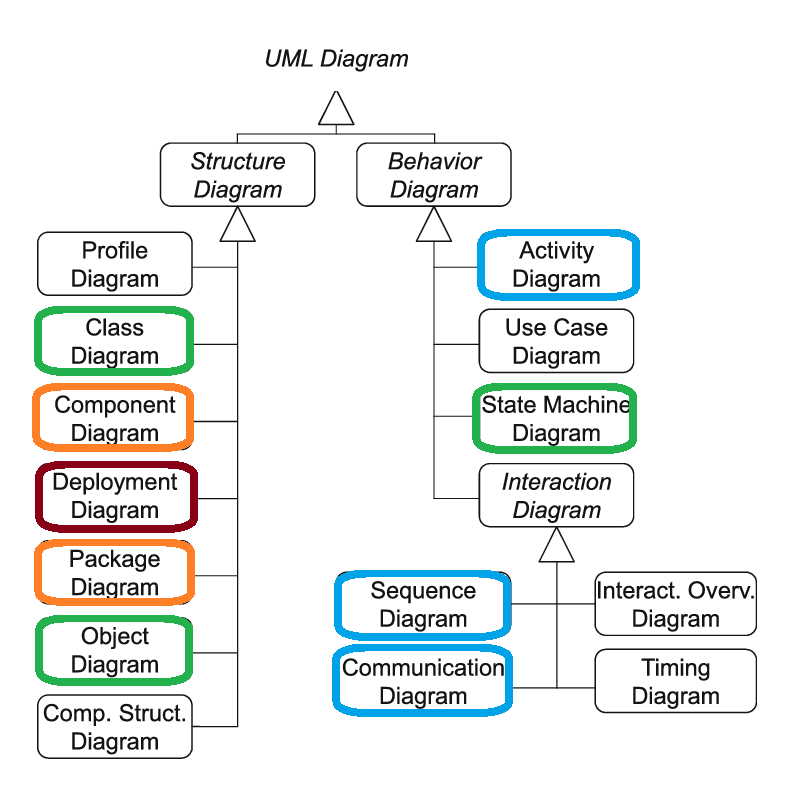 UML Diagram
Structure
Diagram
Behavior
Diagram
Profile
Diagram
Class
Diagram
Component
Diagram
Deployment
Diagram
Package
Diagram
Object
Diagram
Comp. Struct.
Diagram
Activity
Diagram
Use Case
Diagram
State Machine
Diagram
Interaction
Diagram
Sequence
Diagram
Interact. Overv.
Diagram
Communication
Diagram
Timing
Diagram